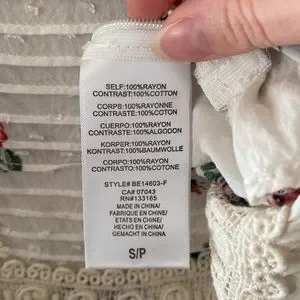 SELF:100%RAYON
CONTRAST:100%COTTON
CORPS:100%RAYONNE
CONTRASTE:100%COTON
CUERPO:100%RAYON
CONTRASTE:100%ALGODON
KORPER:100%RAYON
KONTRAST:100%BAUMWOLLE
CORPO:100%RAYON
CONTRASTO:100%COTONE
STYLE# BE14603-F
CA# 07043
RN#133165
MADE IN CHINA/
FABRIQUE EN CHINE/
ETATS EN CHINE/
HECHO EN CHINA/
GEMACHT IN CHINA
S/P